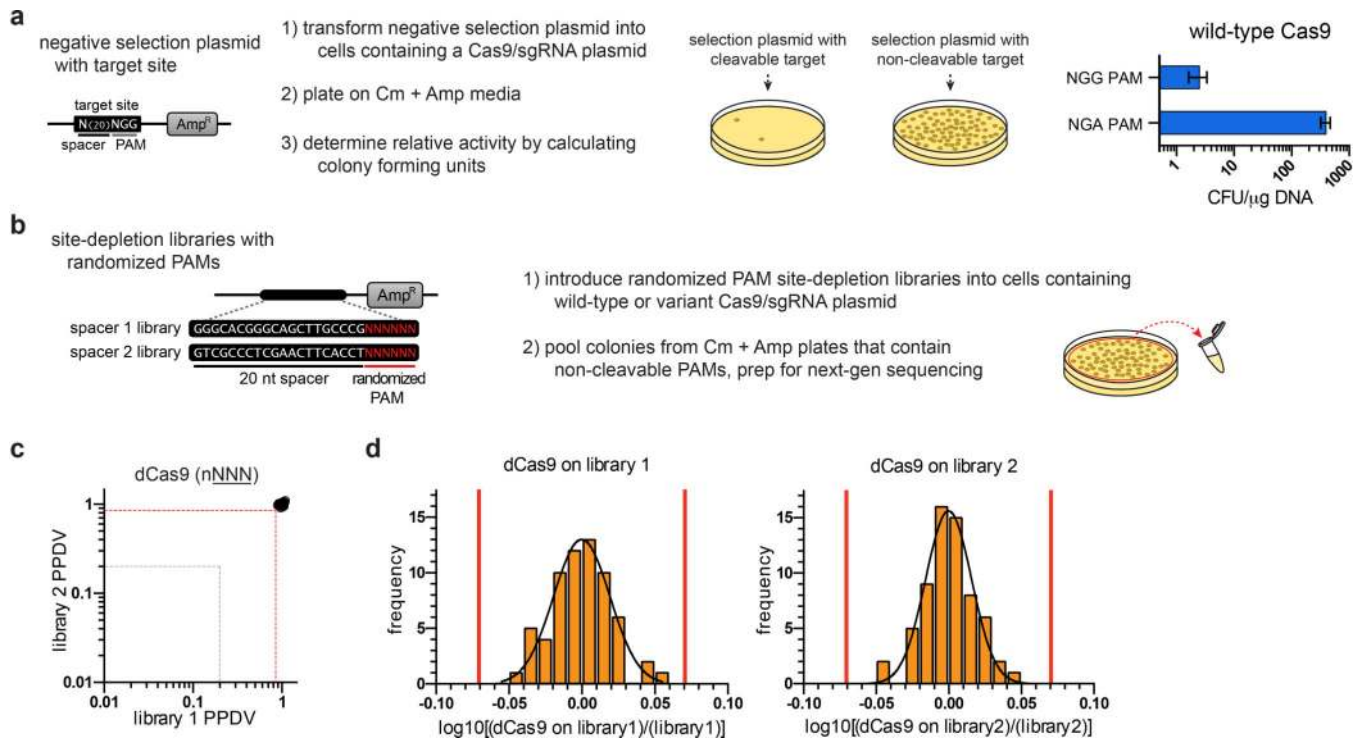 a
negative selection plasmid
with target site
target site
N(20)NGG
Amp^R
spacer PAM
1) transform negative selection plasmid into
cells containing a Cas9/sgRNA plasmid
2) plate on Cm + Amp media
3) determine relative activity by calculating
colony forming units
selection plasmid with
cleavable target
selection plasmid with
non-cleavable target
wild-type Cas9
NGG PAM
NGA PAM
1 10 100 1000
CFU/μg DNA
b
site-depletion libraries with
randomized PAMs
Amp^R
spacer 1 library GGGCACGGGCAGCTTGCCCGNNNNNN
spacer 2 library GTCGCCCTCGAACTTCACCTNNNNNN
20 nt spacer randomized
PAM
1) introduce randomized PAM site-depletion libraries into cells containing
wild-type or variant Cas9/sgRNA plasmid
2) pool colonies from Cm + Amp plates that contain
non-cleavable PAMs, prep for next-gen sequencing
c
dCas9 (nNNN)
library 2 PPDV
1
0.1
0.01
0.01 0.1 1
library 1 PPDV
d
dCas9 on library 1
frequency
15
10
5
0
-0.10 -0.05 0.00 0.05 0.10
log10[(dCas9 on library1)/(library1)]
dCas9 on library 2
frequency
15
10
5
0
-0.10 -0.05 0.00 0.05 0.10
log10[(dCas9 on library2)/(library2)]